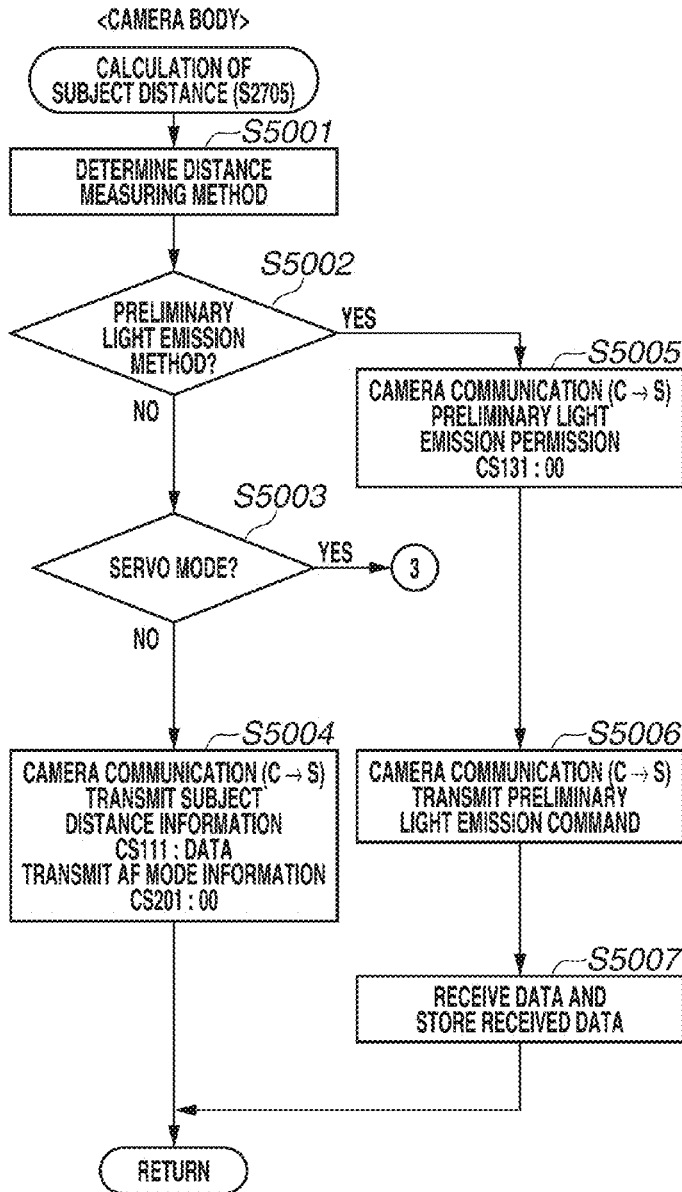 <CAMERA BODY>
CALCULATION OF
SUBJECT DISTANCE (S2705)
S5001
DETERMINE DISTANCE
MEASURING METHOD
S5002
PRELIMINARY
LIGHT EMISSION
METHOD?
YES
NO
S5005
CAMERA COMMUNICATION (C → S)
PRELIMINARY LIGHT
EMISSION PERMISSION
CS131 : 00
S5003
SERVO MODE?
YES
3
NO
S5004
CAMERA COMMUNICATION (C → S)
TRANSMIT SUBJECT
DISTANCE INFORMATION
CS111 : DATA
TRANSMIT AF MODE INFORMATION
CS201 : 00
S5006
CAMERA COMMUNICATION (C → S)
TRANSMIT PRELIMINARY
LIGHT EMISSION COMMAND
S5007
RECEIVE DATA AND
STORE RECEIVED DATA
RETURN